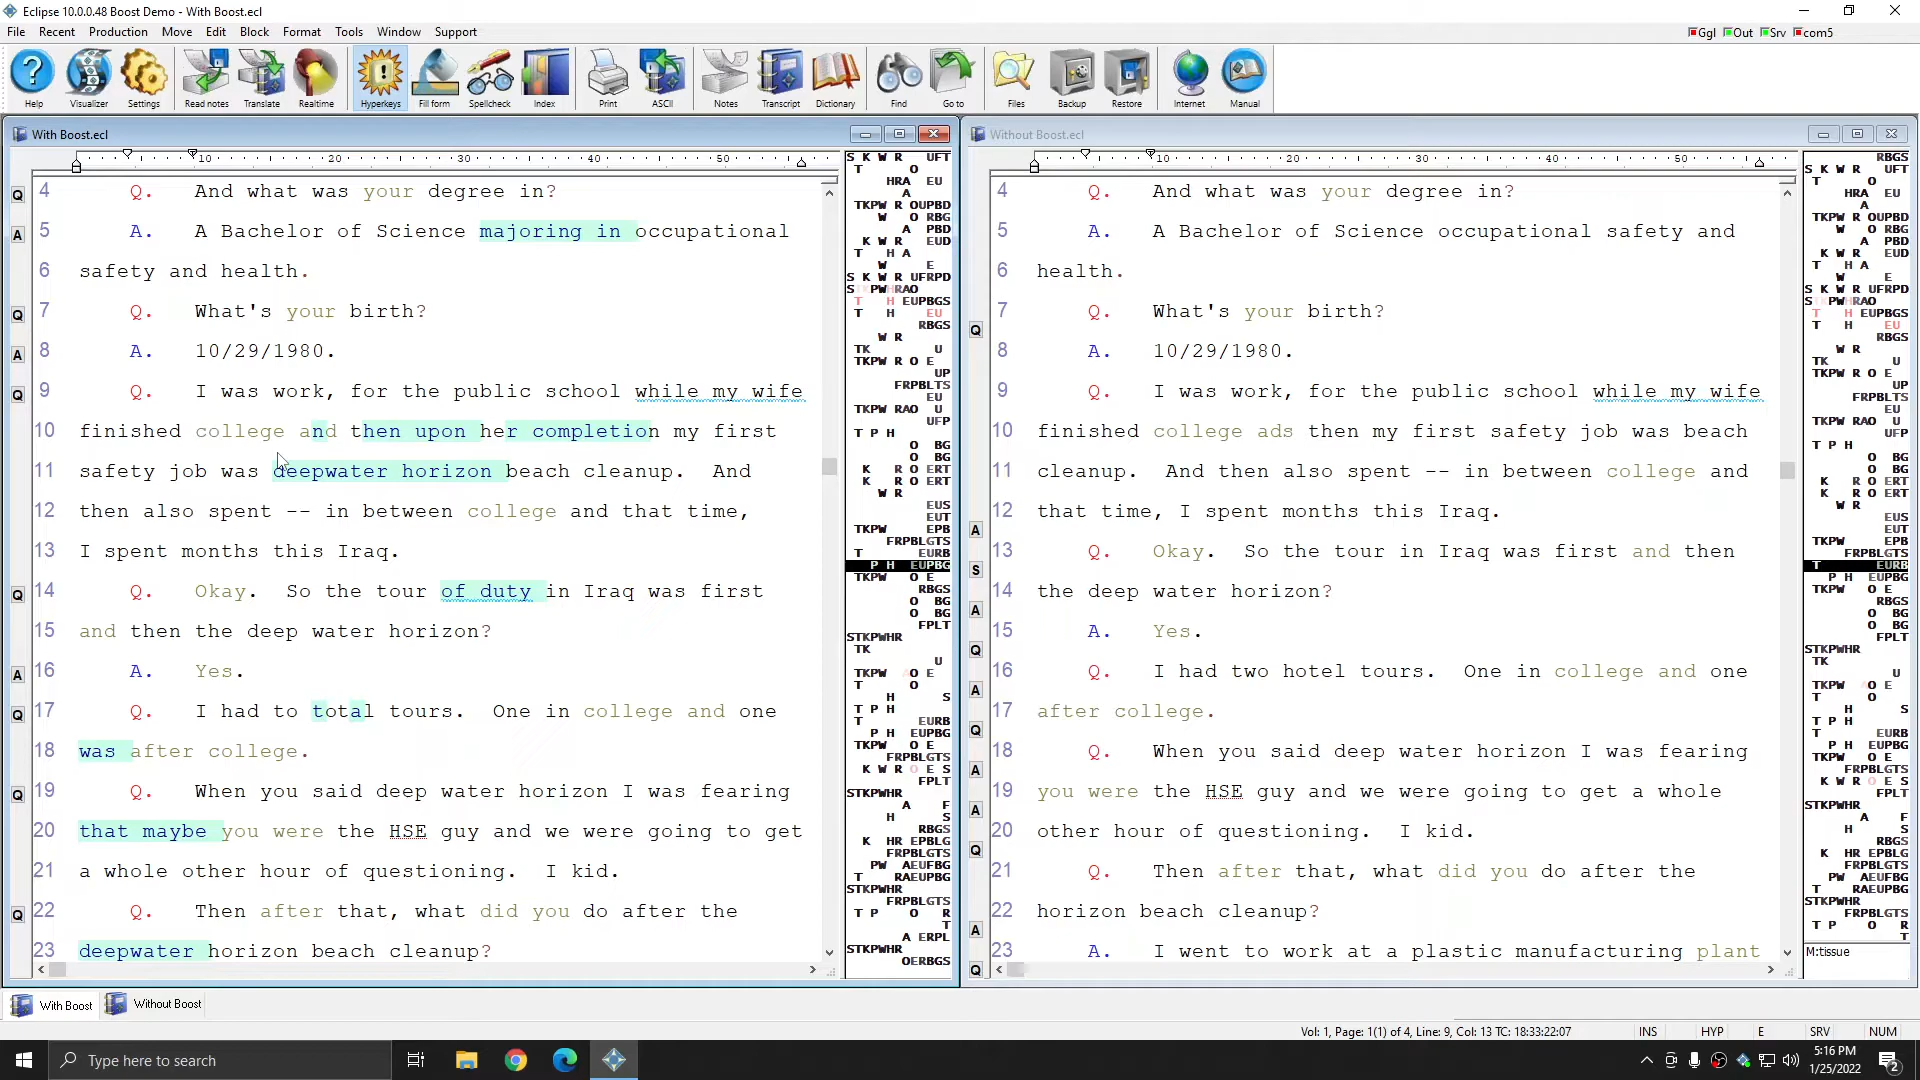 Eclipse 10.0.0.48 Boost Demo - With Boost.ecl
File Recent Production Move Edit Block Format Tools Window Support
Ggl Out Srv com5
Help Visualizer Settings Read notes Translate Realtime Hyperkeys Fill form Spellcheck Index Print ASCII Notes Transcript Dictionary Find Go to Files Backup Restore Internet Manual
With Boost.ecl
10 20 30 40 50
4 Q. And what was your degree in?
5 A. A Bachelor of Science majoring in occupational
6 safety and health.
7 Q. What's your birth?
8 A. 10/29/1980.
9 Q. I was work, for the public school while my wife
10 finished college and then upon her completion my first
11 safety job was deepwater horizon beach cleanup. And
12 then also spent -- in between college and that time,
13 I spent months this Iraq.
14 Q. Okay. So the tour of duty in Iraq was first
15 and then the deep water horizon?
16 A. Yes.
17 Q. I had to total tours. One in college and one
18 was after college.
19 Q. When you said deep water horizon I was fearing
20 that maybe you were the HSE guy and we were going to get
21 a whole other hour of questioning. I kid.
22 Q. Then after that, what did you do after the
23 deepwater horizon beach cleanup?
Without Boost.ecl
10 20 30 40 50
4 Q. And what was your degree in?
5 A. A Bachelor of Science occupational safety and
6 health.
7 Q. What's your birth?
8 A. 10/29/1980.
9 Q. I was work, for the public school while my wife
10 finished college ads then my first safety job was beach
11 cleanup. And then also spent -- in between college and
12 that time, I spent months this Iraq.
13 Q. Okay. So the tour in Iraq was first and then
14 the deep water horizon?
15 A. Yes.
16 Q. I had two hotel tours. One in college and one
17 after college.
18 Q. When you said deep water horizon I was fearing
19 you were the HSE guy and we were going to get a whole
20 other hour of questioning. I kid.
21 Q. Then after that, what did you do after the
22 horizon beach cleanup?
23 A. I went to work at a plastic manufacturing plant
M:tissue
With Boost Without Boost
Vol: 1, Page: 1(1) of 4, Line: 9, Col: 13 TC: 18:33:22:07 INS HYP E SRV NUM
Type here to search
5:16 PM
1/25/2022
2